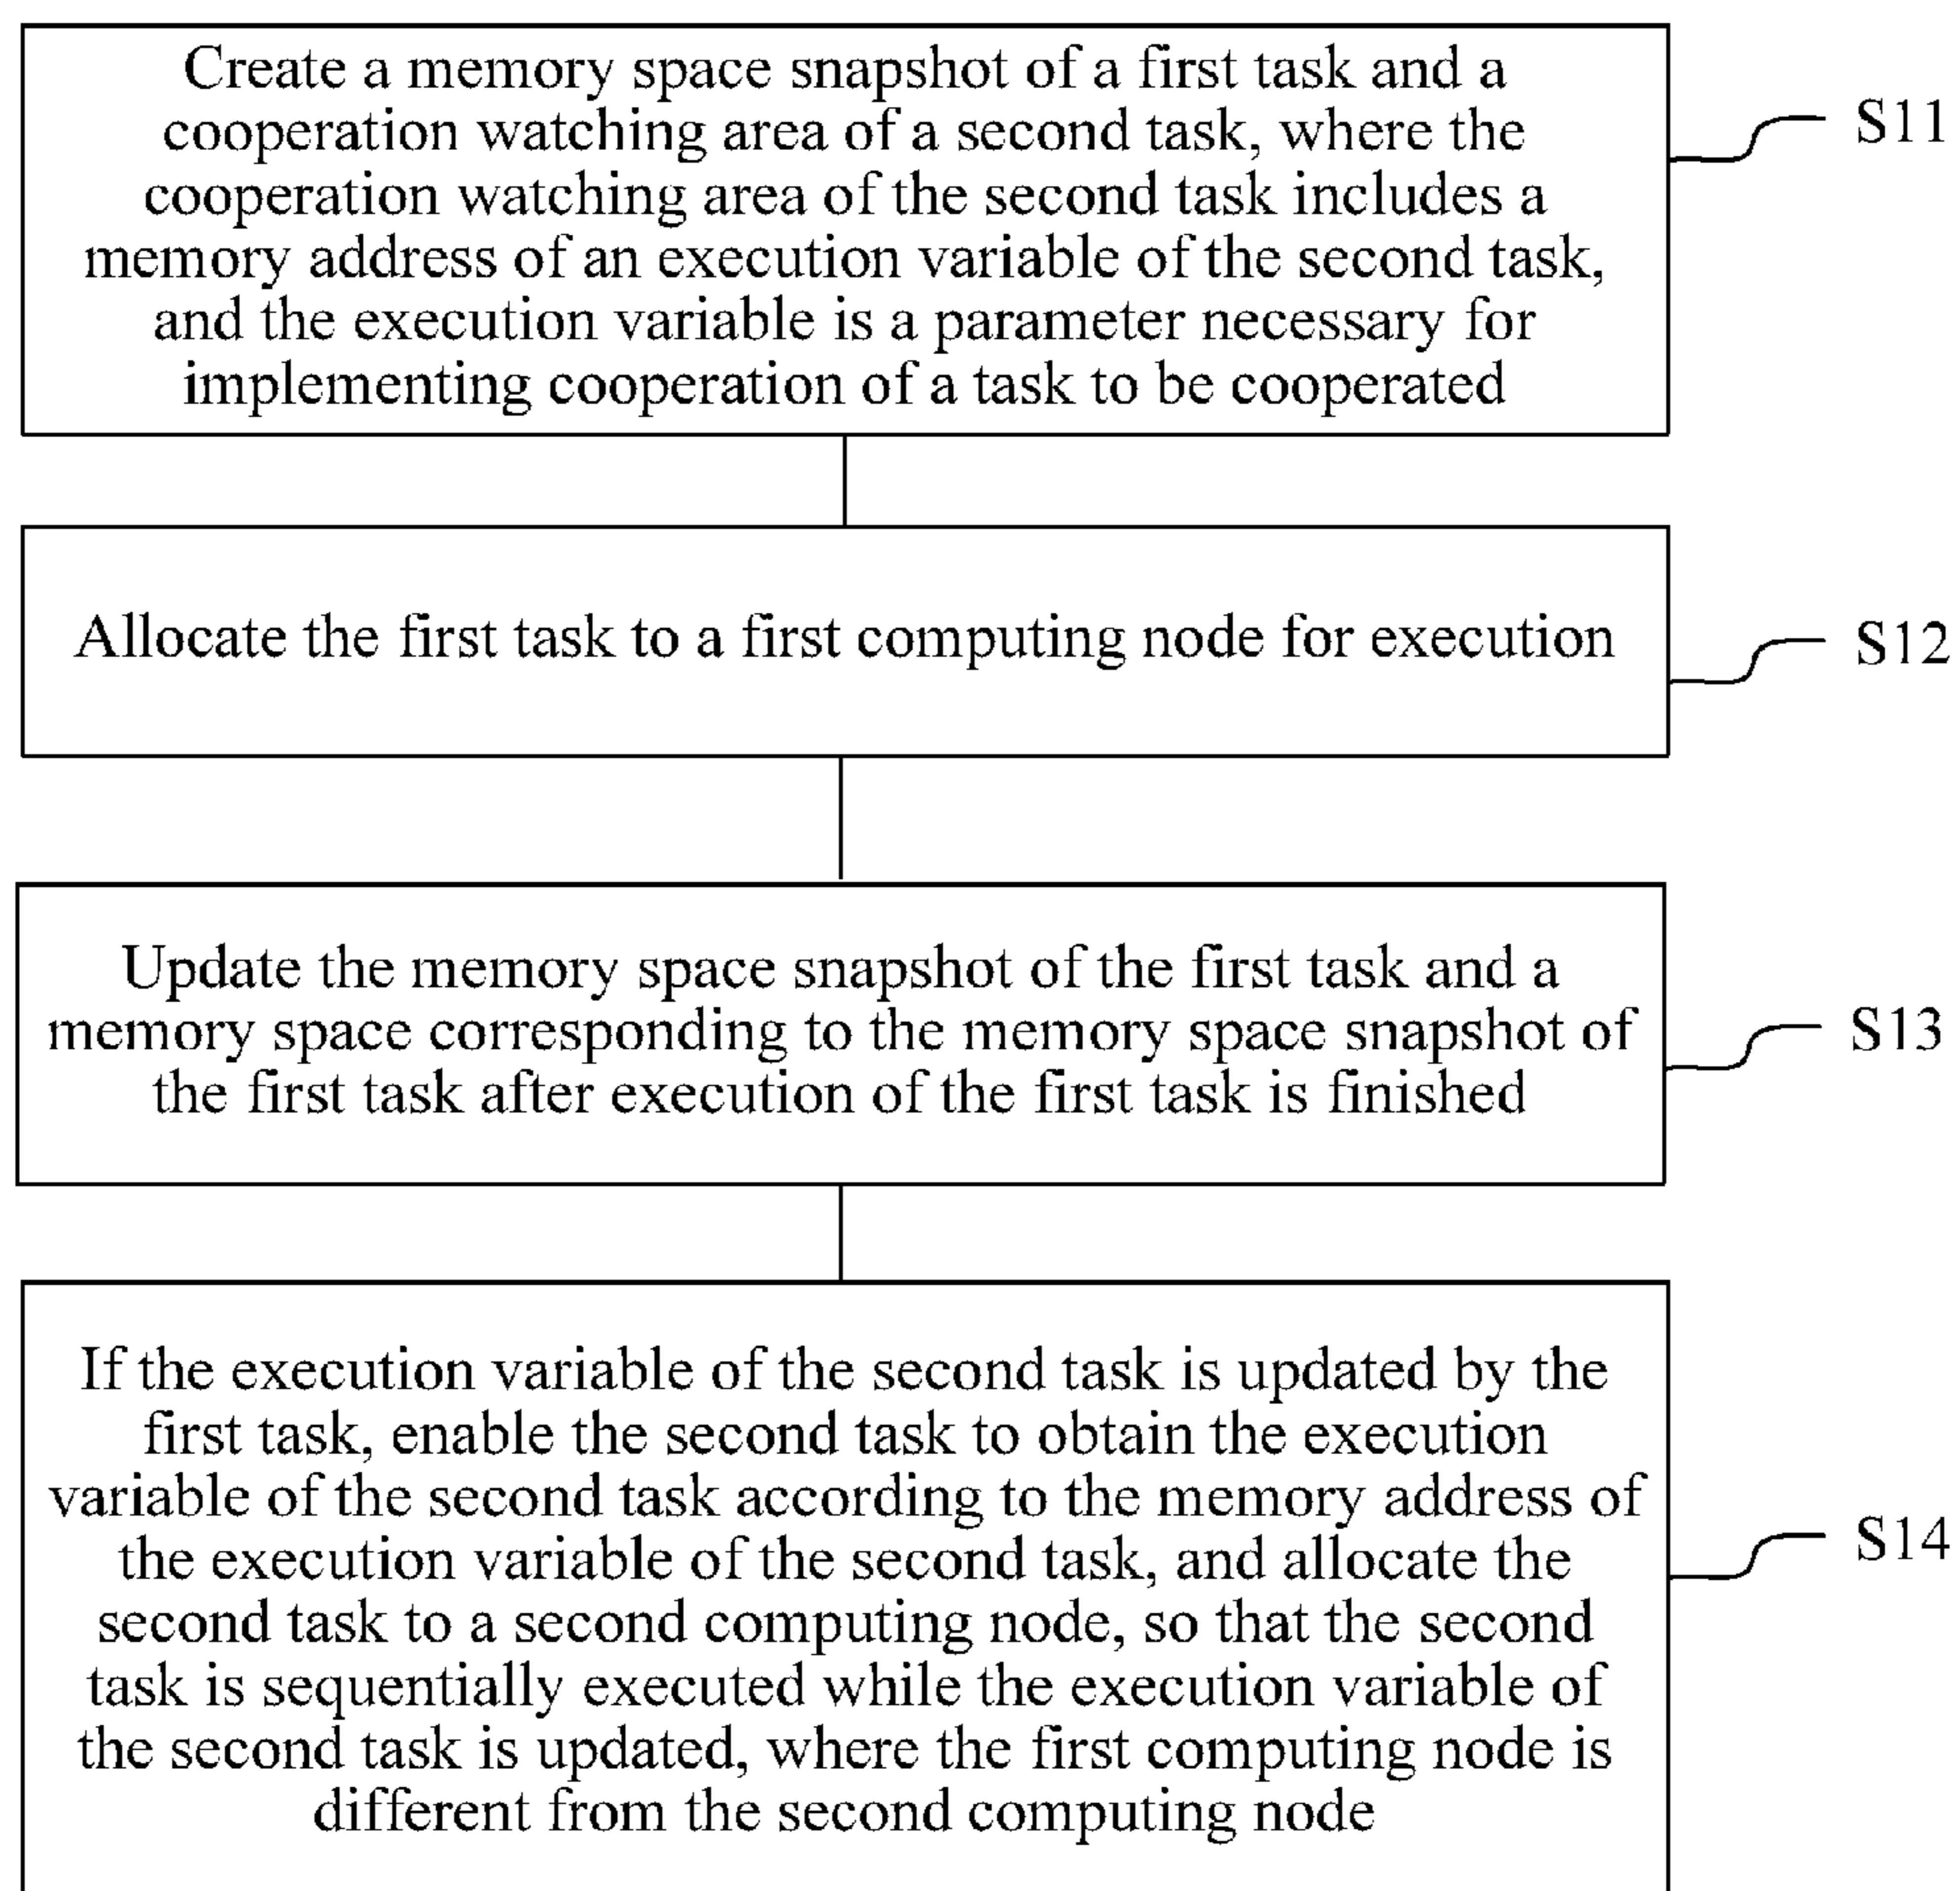 Create a memory space snapshot of a first task and a
cooperation watching area of a second task, where the
cooperation watching area of the second task includes a
memory address of an execution variable of the second task,
and the execution variable is a parameter necessary for
implementing cooperation of a task to be cooperated
S11
Allocate the first task to a first computing node for execution
S12
Update the memory space snapshot of the first task and a
memory space corresponding to the memory space snapshot of
the first task after execution of the first task is finished
S13
If the execution variable of the second task is updated by the
first task, enable the second task to obtain the execution
variable of the second task according to the memory address of
the execution variable of the second task, and allocate the
second task to a second computing node, so that the second
task is sequentially executed while the execution variable of
the second task is updated, where the first computing node is
different from the second computing node
S14